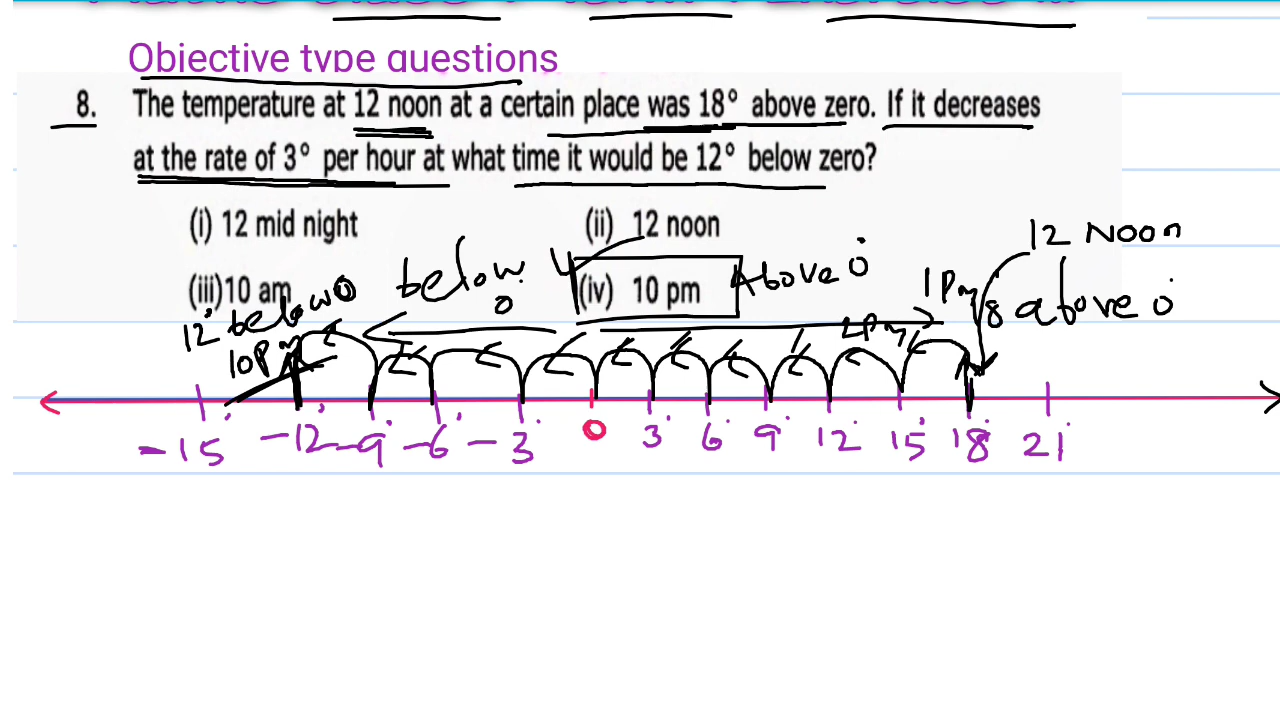 Objective type questions
8. The temperature at 12 noon at a certain place was 18° above zero. If it decreases
at the rate of 3° per hour at what time it would be 12° below zero?
(i) 12 mid night (ii) 12 noon
(iii) 10 am (iv) 10 pm
12 Noon
18 above 0°
below 0
Above 0°
1Pm
2Pm
12° below 0
10Pm
-15° -12° -9° -6° -3° 0 3° 6° 9° 12° 15° 18° 21°